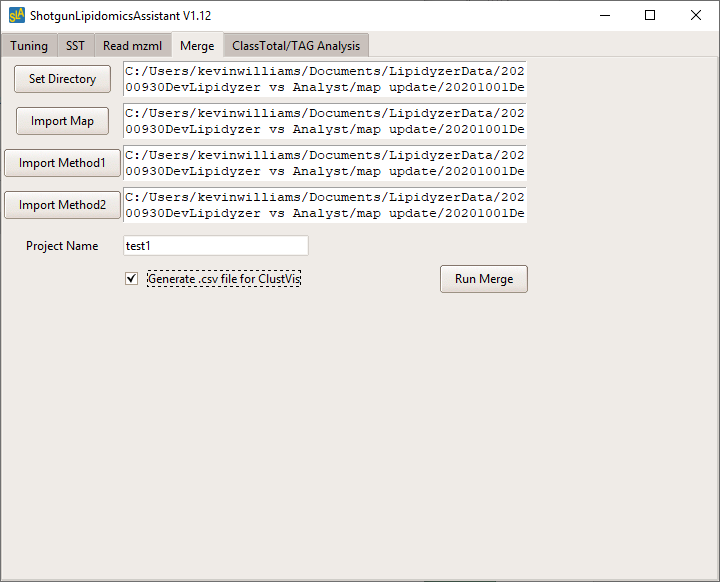 SLA ShotgunLipidomicsAssistant V1.12
Tuning SST Read mzml Merge ClassTotal/TAG Analysis
Set Directory
C:/Users/kevinwilliams/Documents/LipidyzerData/202
00930DevLipidyzer vs Analyst/map update/20201001De
Import Map
C:/Users/kevinwilliams/Documents/LipidyzerData/202
00930DevLipidyzer vs Analyst/map update/20201001De
Import Method1
C:/Users/kevinwilliams/Documents/LipidyzerData/202
00930DevLipidyzer vs Analyst/map update/20201001De
Import Method2
C:/Users/kevinwilliams/Documents/LipidyzerData/202
00930DevLipidyzer vs Analyst/map update/20201001De
Project Name test1
Generate .csv file for ClustVis Run Merge